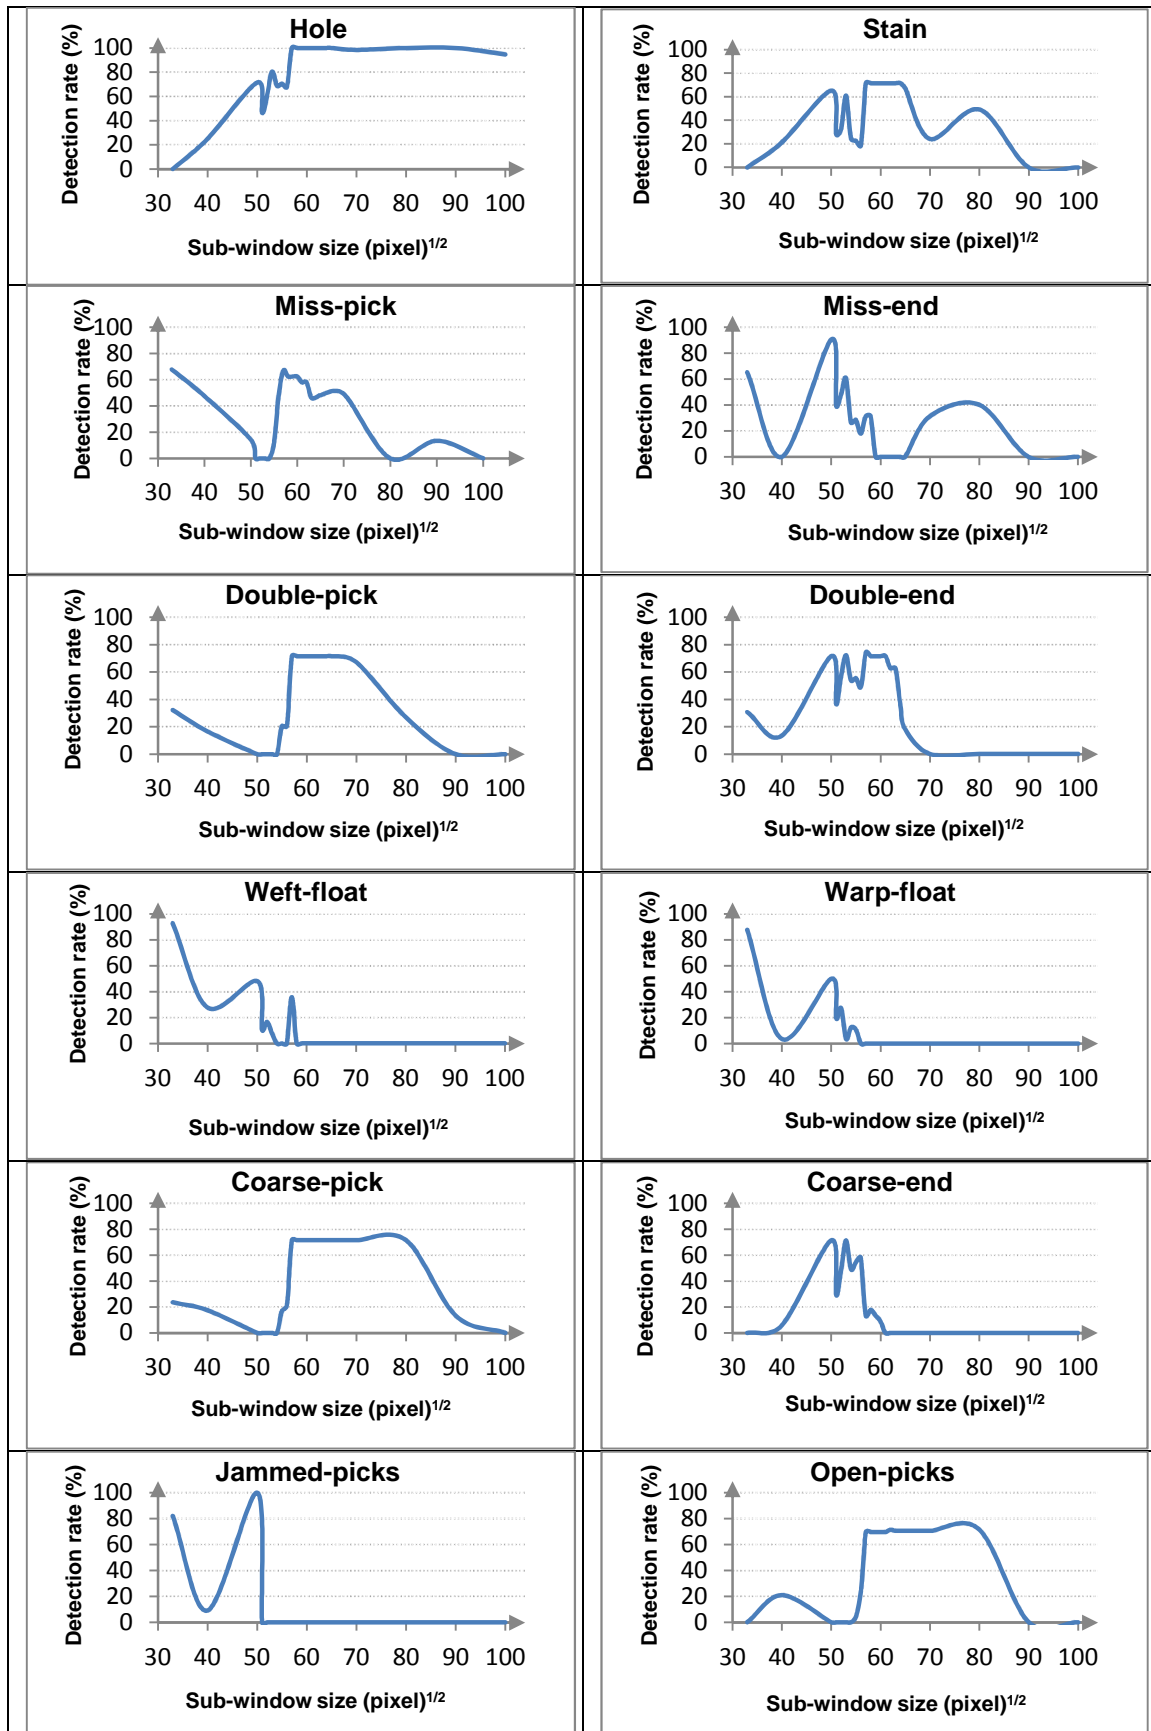 Hole
Detection rate (%)
100
80
60
40
20
0
30 40 50 60 70 80 90 100
Sub-window size (pixel)1/2
Stain
Detection rate (%)
100
80
60
40
20
0
30 40 50 60 70 80 90 100
Sub-window size (pixel)1/2
Miss-pick
Detection rate (%)
100
80
60
40
20
0
30 40 50 60 70 80 90 100
Sub-window size (pixel)1/2
Miss-end
Detection rate (%)
100
80
60
40
20
0
30 40 50 60 70 80 90 100
Sub-window size (pixel)1/2
Double-pick
Detection rate (%)
100
80
60
40
20
0
30 40 50 60 70 80 90 100
Sub-window size (pixel)1/2
Double-end
Detection rate (%)
100
80
60
40
20
0
30 40 50 60 70 80 90 100
Sub-window size (pixel)1/2
Weft-float
Detection rate (%)
100
80
60
40
20
0
30 40 50 60 70 80 90 100
Sub-window size (pixel)1/2
Warp-float
Dtection rate (%)
100
80
60
40
20
0
30 40 50 60 70 80 90 100
Sub-window size (pixel)1/2
Coarse-pick
Detection rate (%)
100
80
60
40
20
0
30 40 50 60 70 80 90 100
Sub-window size (pixel)1/2
Coarse-end
Detection rate (%)
100
80
60
40
20
0
30 40 50 60 70 80 90 100
Sub-window size (pixel)1/2
Jammed-picks
Detection rate (%)
100
80
60
40
20
0
30 40 50 60 70 80 90 100
Sub-window size (pixel)1/2
Open-picks
Detection rate (%)
100
80
60
40
20
0
30 40 50 60 70 80 90 100
Sub-window size (pixel)1/2